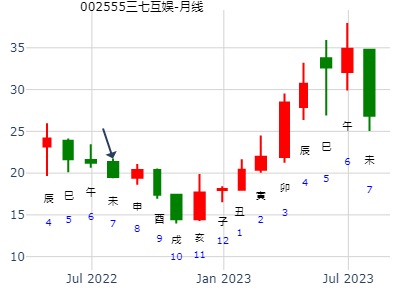 002555三七互娱-月线
35
30
25
20
15
10
辰
4
巳
5
午
6
未
7
申
8
酉
9
戌
10
亥
11
子
12
丑
1
寅
2
卯
3
辰
4
巳
5
午
6
未
7
Jul 2022
Jan 2023
Jul 2023